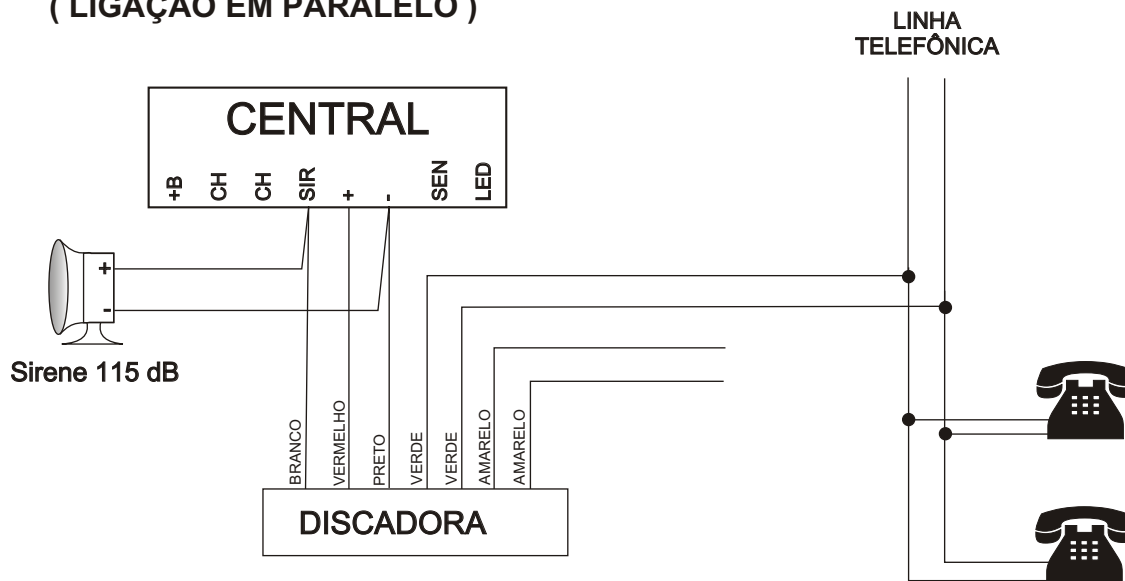 ( LIGAÇÃO EM PARALELO )
LINHA
TELEFÔNICA
CENTRAL
+B
CH
CH
SIR
+
-
SEN
LED
+
-
Sirene 115 dB
BRANCO
VERMELHO
PRETO
VERDE
VERDE
AMARELO
AMARELO
DISCADORA